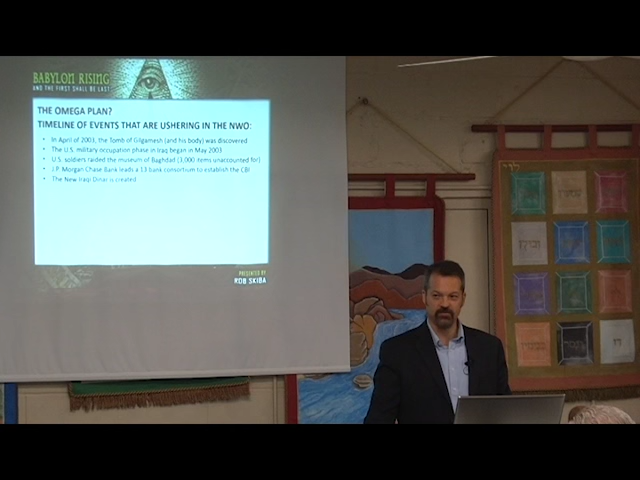 BABYLON RISING
AND THE FIRST SHALL BE LAST
THE OMEGA PLAN?
TIMELINE OF EVENTS THAT ARE USHERING IN THE NWO:
• In April of 2003, the Tomb of Gilgamesh (and his body) was discovered
• The U.S. military occupation phase in Iraq began in May 2003
• U.S. soldiers raided the museum of Baghdad (3,000 items unaccounted for)
• J P Morgan Chase Bank leads a 13 bank consortium to establish the CBI
• The New Iraqi Dinar is created
PRESENTED BY
ROB SKIBA